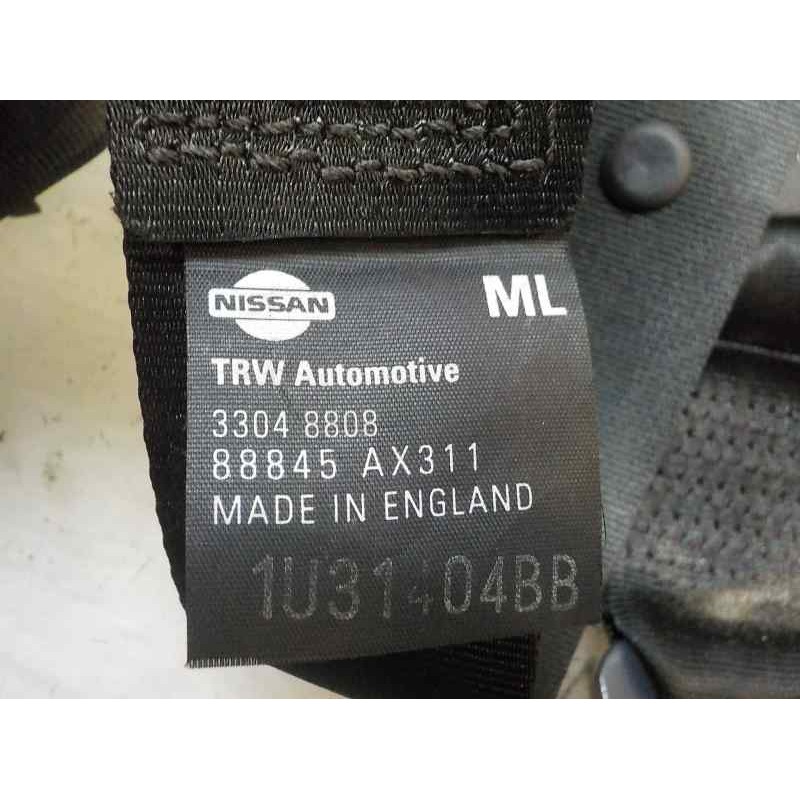 NISSAN
ML
TRW Automotive
3304 8808
88845 AX311
MADE IN ENGLAND
1U31404BB